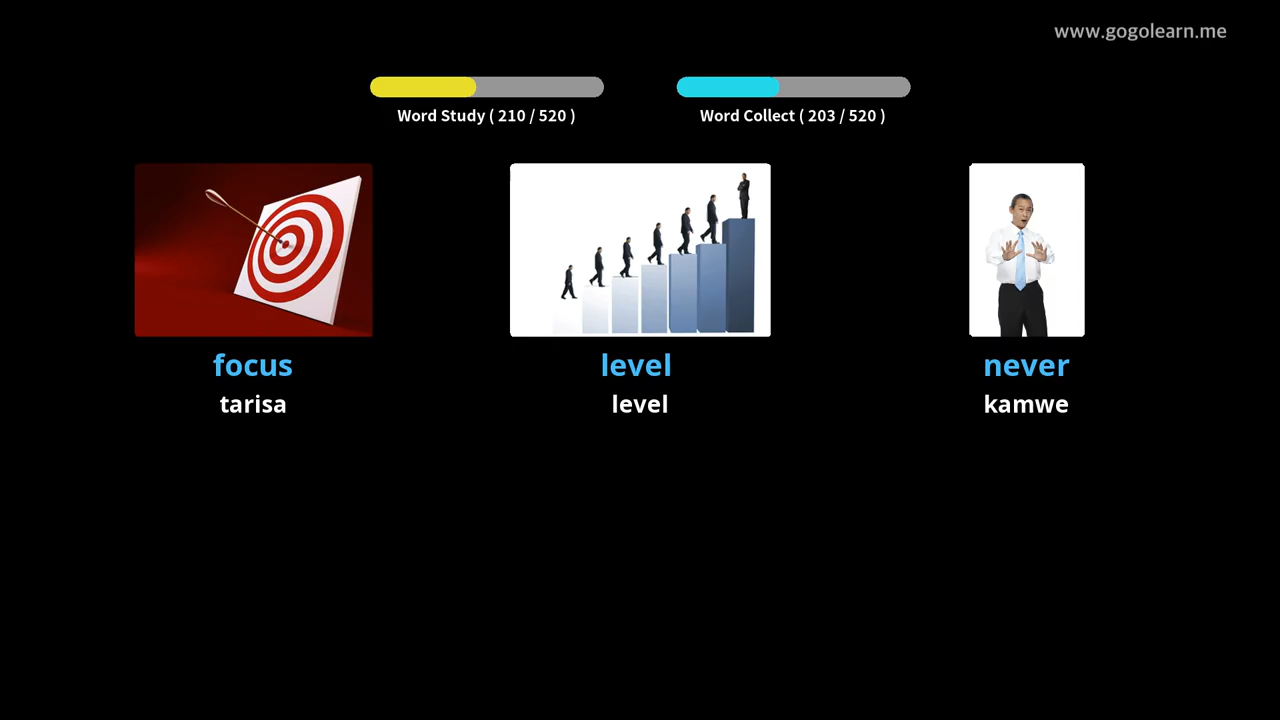 www.gogolearn.me
Word Study ( 210 / 520 )
Word Collect ( 203 / 520 )
focus
tarisa
level
level
never
kamwe